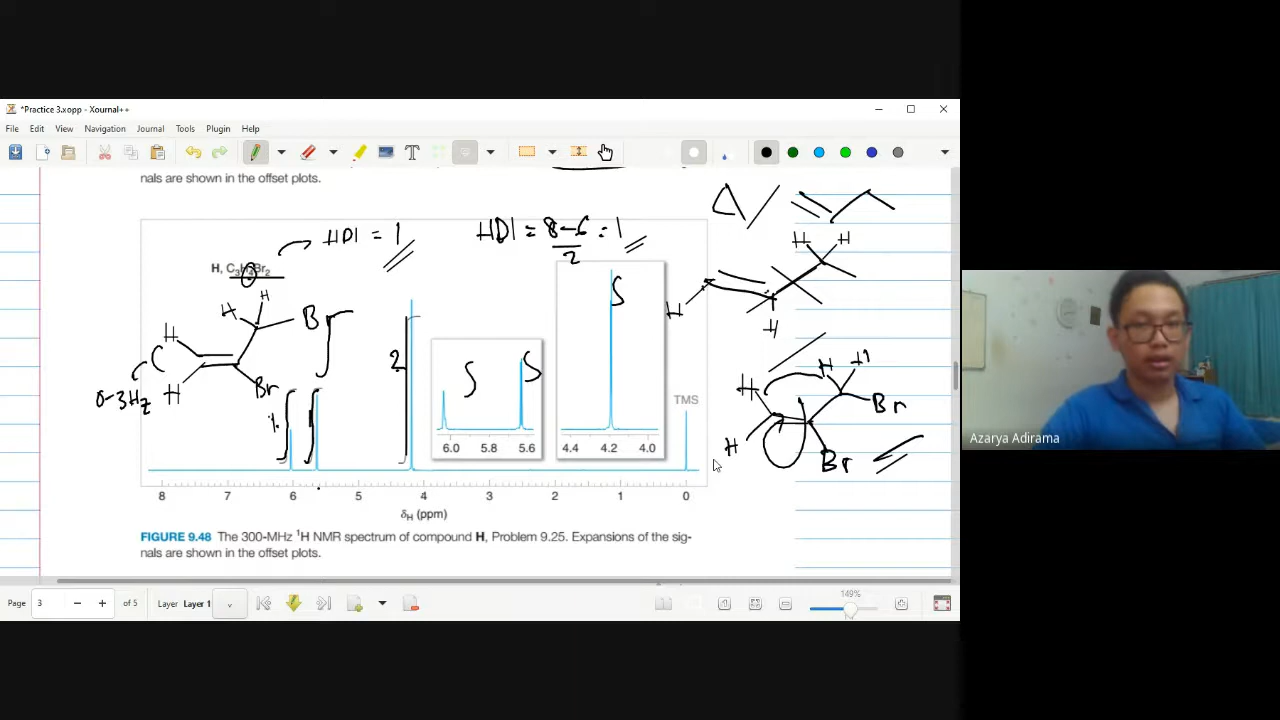 *Practice 3.xopp - Xournal++
File Edit View Navigation Journal Tools Plugin Help
nals are shown in the offset plots.
HDI = 1
HDI = 8-6 = 1
2
H, C3H4Br2
H
H
Br
H
H
Br
0-3Hz
1
2
S
S
S
6.0 5.8 5.6
4.4 4.2 4.0
TMS
H
H
H
H
H
H
H
H
Br
Br
8 7 6 5 4 3 2 1 0
δH (ppm)
FIGURE 9.48 The 300-MHz 1H NMR spectrum of compound H, Problem 9.25. Expansions of the sig-
nals are shown in the offset plots.
Azarya Adirama
Page 3 of 5 Layer Layer 1 149%